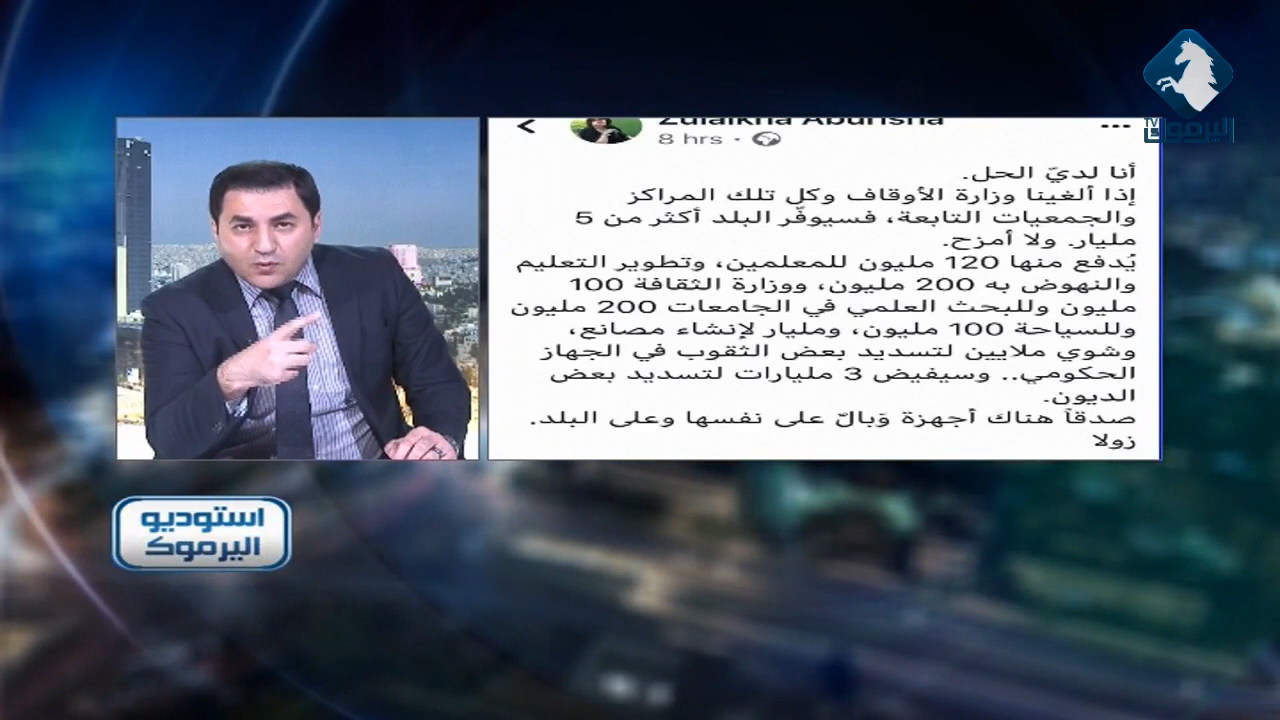 Zulaikha Aburisha
8 hrs
أنا لديّ الحل.
إذا ألغينا وزارة الأوقاف وكل تلك المراكز
والجمعيات التابعة، فسيوفّر البلد أكثر من 5
مليار. ولا أمزح.
يُدفع منها 120 مليون للمعلمين، وتطوير التعليم
والنهوض به 200 مليون، ووزارة الثقافة 100
مليون وللبحث العلمي في الجامعات 200 مليون
وللسياحة 100 مليون، ومليار لإنشاء مصانع،
وشوي ملايين لتسديد بعض الثقوب في الجهاز
الحكومي.. وسيفيض 3 مليارات لتسديد بعض
الديون.
صدقاً هناك أجهزة وَبالّ على نفسها وعلى البلد.
زولا
اليرموك TV
استوديو
اليرموك